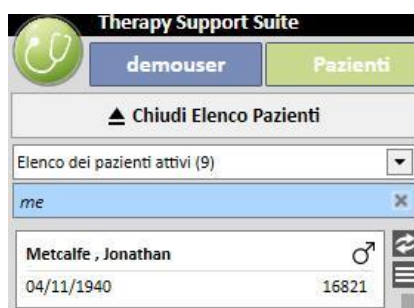 Therapy Support Suite
demouser Pazienti
Chiudi Elenco Pazienti
Elenco dei pazienti attivi (9)
me
Metcalfe , Jonathan
04/11/1940 16821